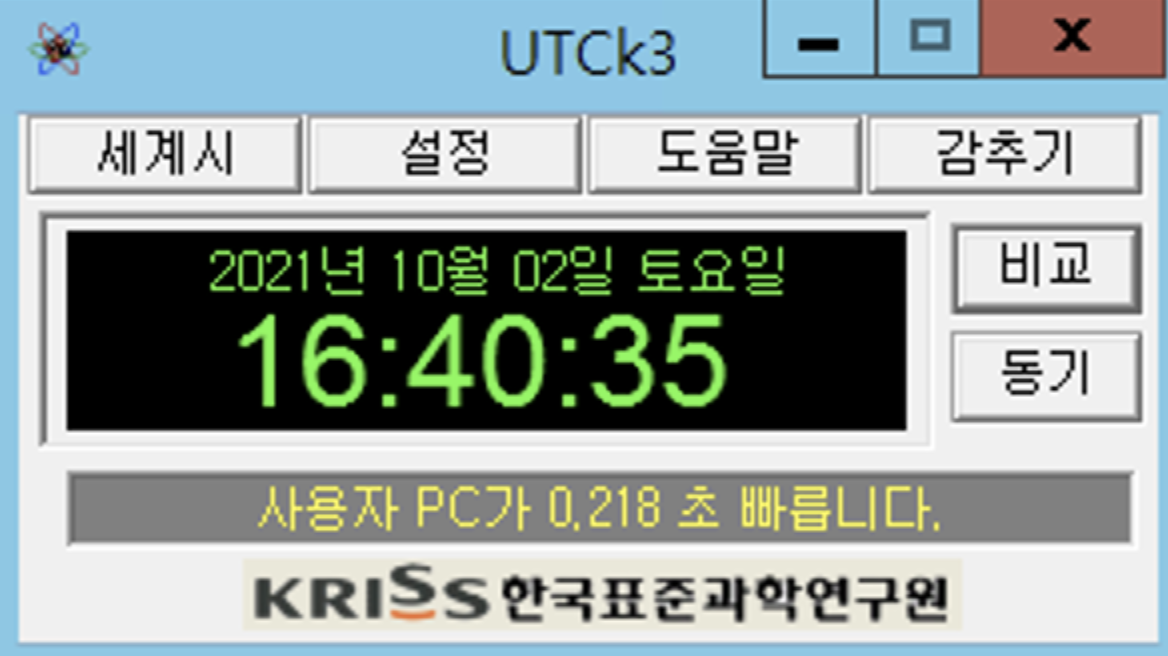 UTCk3
세계시 설정 도움말 감추기
2021년 10월 02일 토요일
16:40:35
비교
동기
사용자 PC가 0.218 초 빠릅니다.
KRISS 한국표준과학연구원